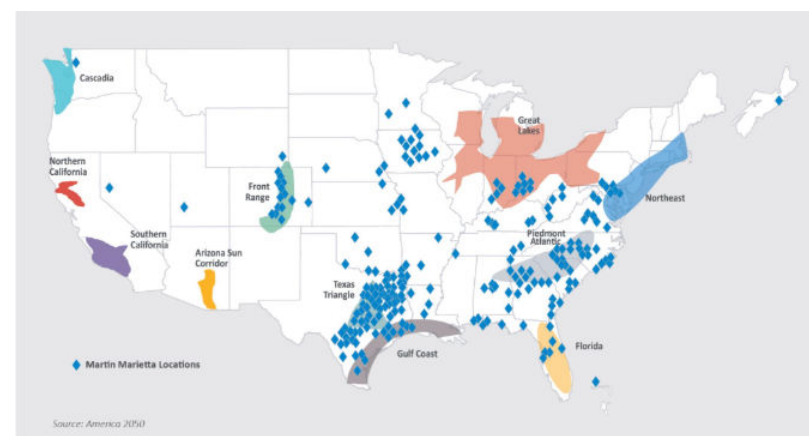 Cascadia
Great
Lakes
Northern
California
Front
Range
Northeast
Southern
California
Arizona Sun
Corridor
Piedmont
Atlantic
Texas
Triangle
Gulf Coast
Florida
Martin Marietta Locations
Source: America 2050